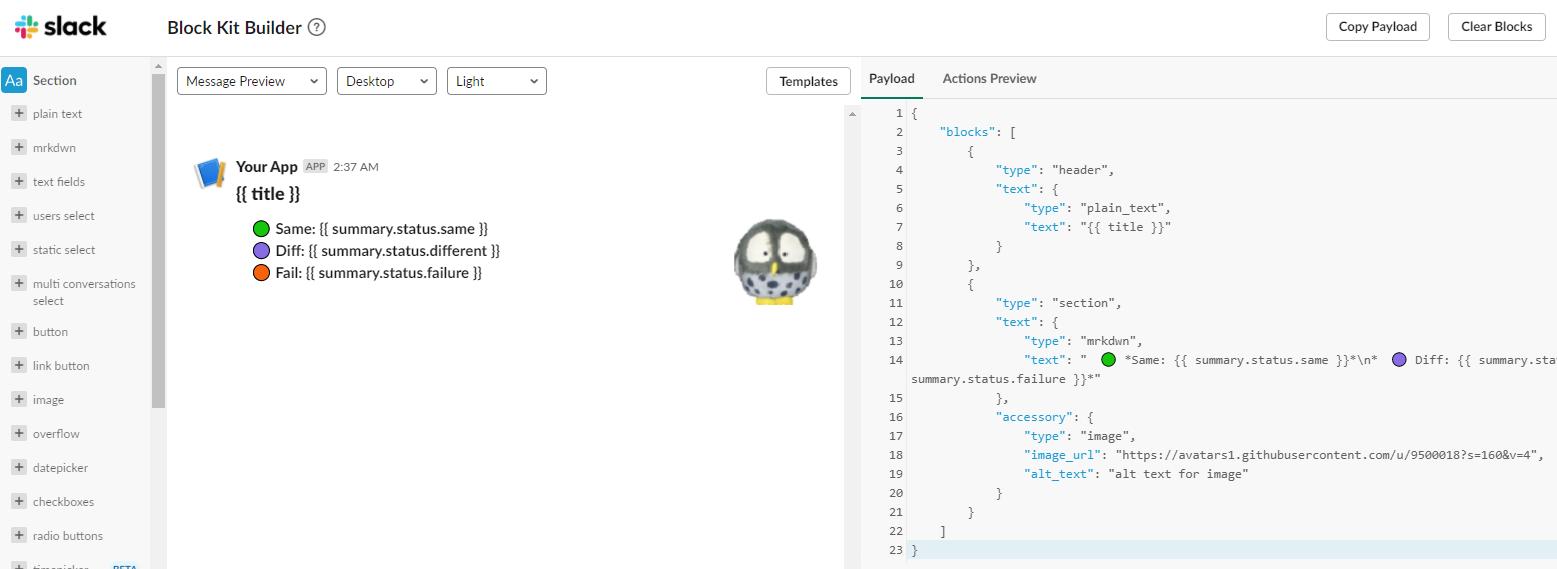 slack
Block Kit Builder ?
Copy Payload
Clear Blocks
Aa Section
+ plain text
+ mrkdwn
+ text fields
+ users select
+ static select
+ multi conversations
select
+ button
+ link button
+ image
+ overflow
+ datepicker
+ checkboxes
+ radio buttons
BETA
Message Preview
Desktop
Light
Templates
Your App APP 2:37 AM
{{ title }}
Same: {{ summary.status.same }}
Diff: {{ summary.status.different }}
Fail: {{ summary.status.failure }}
Payload
Actions Preview
1 {
2 "blocks": [
3 {
4 "type": "header",
5 "text": {
6 "type": "plain_text",
7 "text": "{{ title }}"
8 }
9 },
10 {
11 "type": "section",
12 "text": {
13 "type": "mrkdwn",
14 "text": " 🟢 *Same: {{ summary.status.same }}*\n* 🟣 Diff: {{ summary.sta
summary.status.failure }}*"
15 },
16 "accessory": {
17 "type": "image",
18 "image_url": "https://avatars1.githubusercontent.com/u/9500018?s=160&v=4",
19 "alt_text": "alt text for image"
20 }
21 }
22 ]
23 }